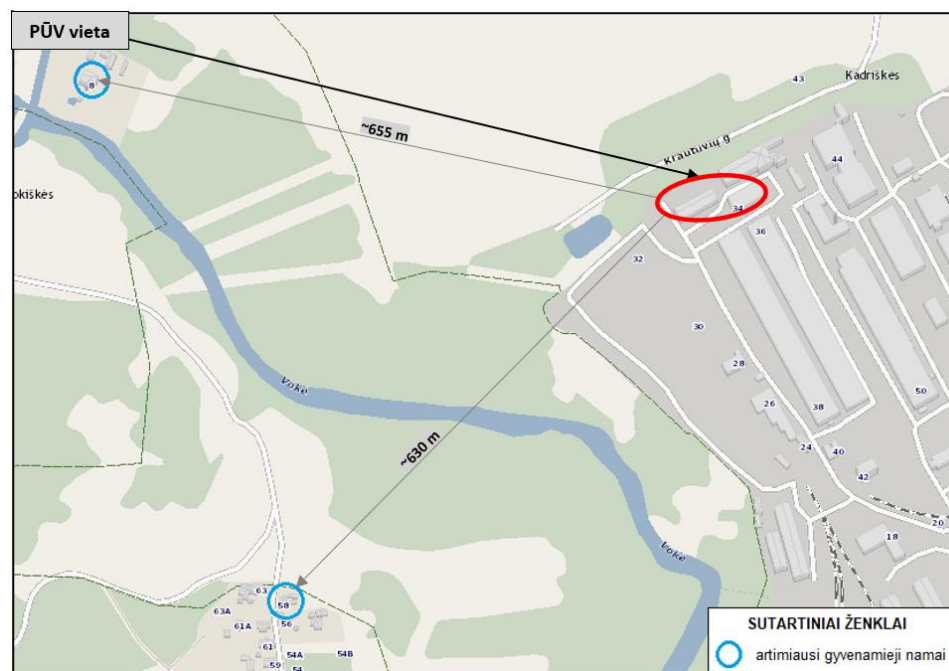 PŪV vieta
8
~655 m
43
Kadriškės
Krautuvių g
44
okiškės
34
36
32
30
28
26
38
50
24
40
42
18
20
Vokė
~630 m
Vokė
63
58
63A
56
61A
61
54A
54B
59
54
SUTARTINIAI ŽENKLAI
artimiausi gyvenamieji namai